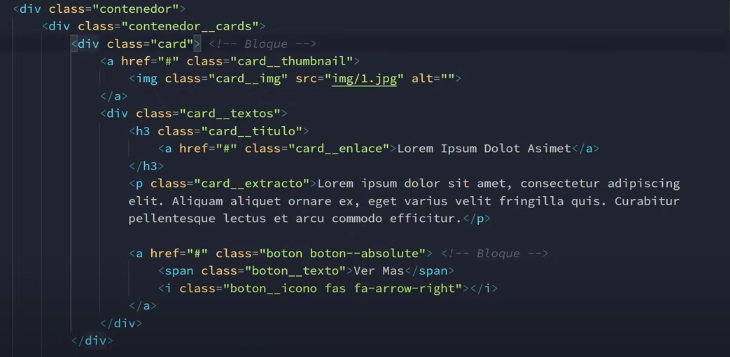 <div class="contenedor">
<div class="contenedor__cards">
<div class="card"> <!-- Bloque -->
<a href="#" class="card__thumbnail">
<img class="card__img" src="img/1.jpg" alt="">
</a>
<div class="card__textos">
<h3 class="card__titulo">
<a href="#" class="card__enlace">Lorem Ipsum Dolot Asimet</a>
</h3>
<p class="card__extracto">Lorem ipsum dolor sit amet, consectetur adipiscing
elit. Aliquam aliquet ornare ex, eget varius velit fringilla quis. Curabitur
pellentesque lectus et arcu commodo efficitur.</p>
<a href="#" class="boton boton--absolute"> <!-- Bloque -->
<span class="boton__texto">Ver Mas</span>
<i class="boton__icono fas fa-arrow-right"></i>
</a>
</div>
</div>